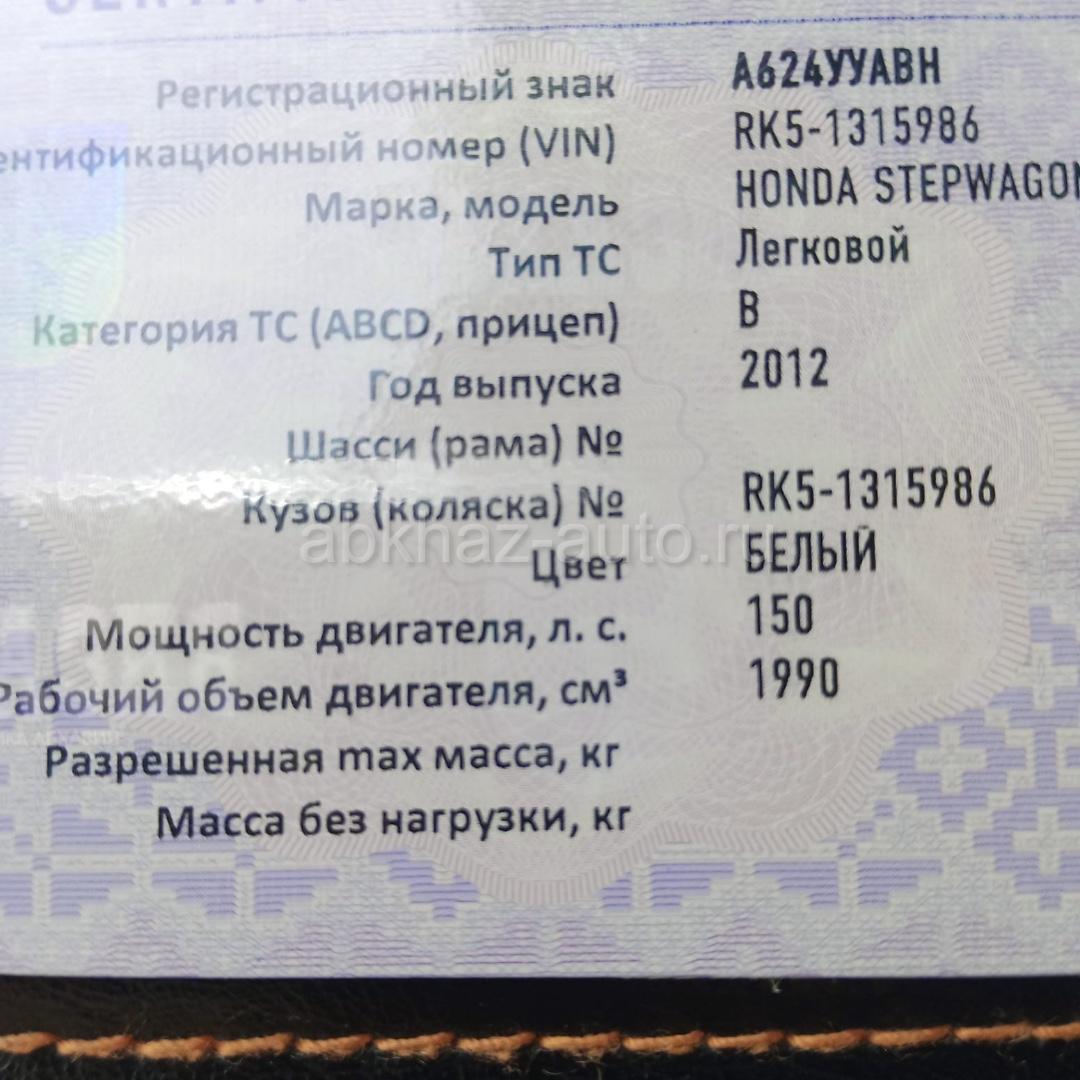 Регистрационный знак А624УУАВН
ентификационный номер (VIN) RK5-1315986
Марка, модель HONDA STEPWAGON
Тип ТС Легковой
Категория ТС (ABCD, прицеп) B
Год выпуска 2012
Шасси (рама) №
Кузов (коляска) № RK5-1315986
abkhaz-auto.ru
Цвет БЕЛЫЙ
Мощность двигателя, л. с. 150
Рабочий объем двигателя, см³ 1990
Разрешенная max масса, кг
Масса без нагрузки, кг